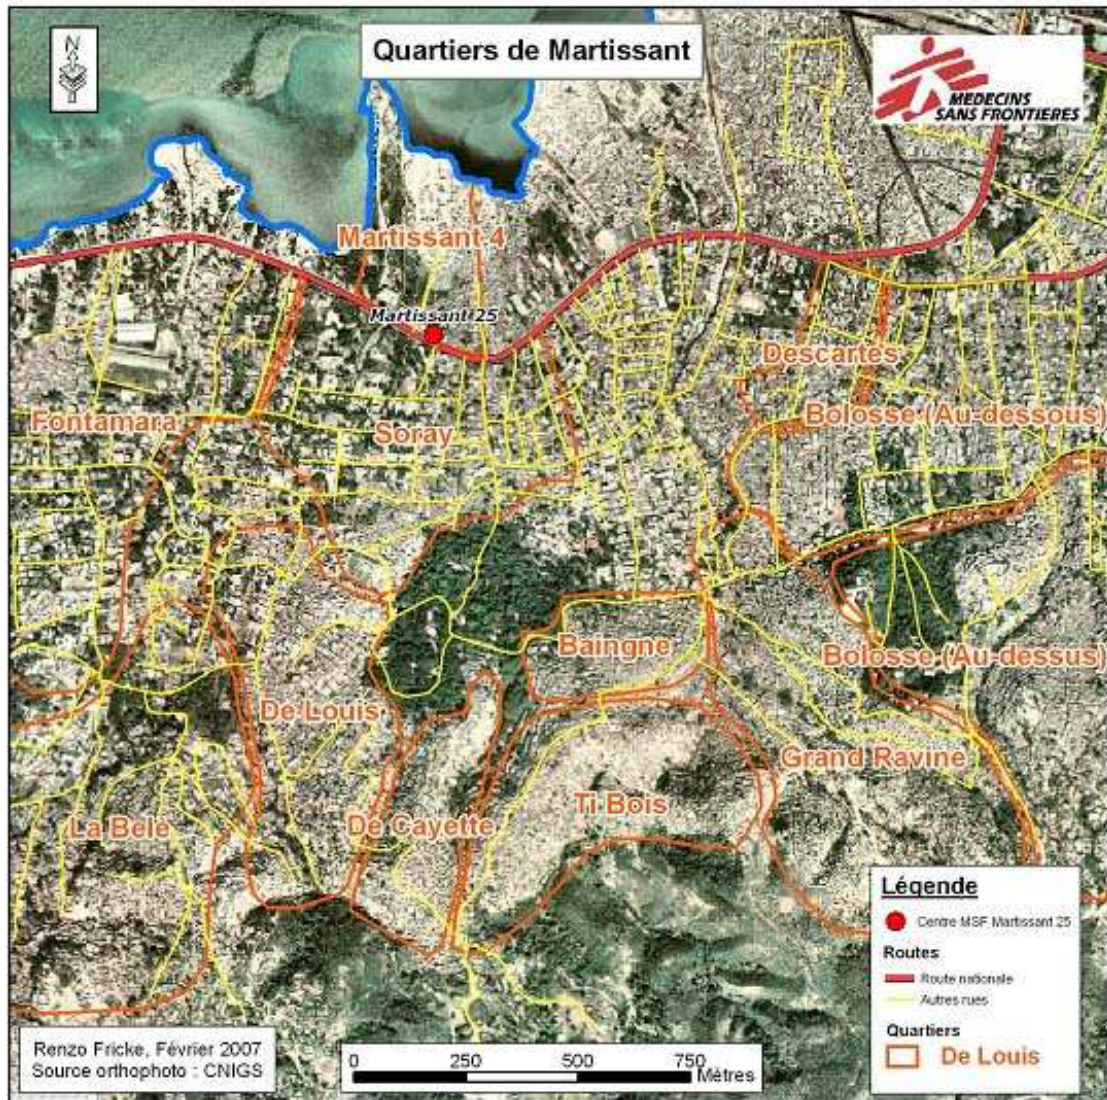 N
Quartiers de Martissant
MEDECINS
SANS FRONTIERES
Martissant 4
Martissant 25
Descartes
Fontamara
Soray
Bolosse (Au-dessous)
Baingne
Bolosse (Au-dessus)
De Louis
Grand Ravine
Ti Bois
La Bele
De Cayette
Légende
Centre MSF Martissant 25
Routes
Route nationale
Autres rues
Quartiers
De Louis
Renzo Fricke, Février 2007
Source orthophoto : CNIGS
0 250 500 750
Mètres